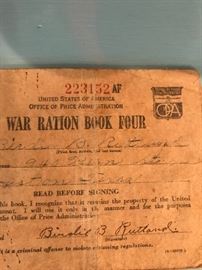 223152 AF
UNITED STATES OF AMERICA
OFFICE OF PRICE ADMINISTRATION
OPA
WAR RATION BOOK FOUR
READ BEFORE SIGNING
this book, I recognize that it remains the property of the United
I will use it only in the manner and for the purposes
the Office of Price Administration.
Birdie B. Rutland
(Signature)
It is a criminal offense to violate rationing regulations.